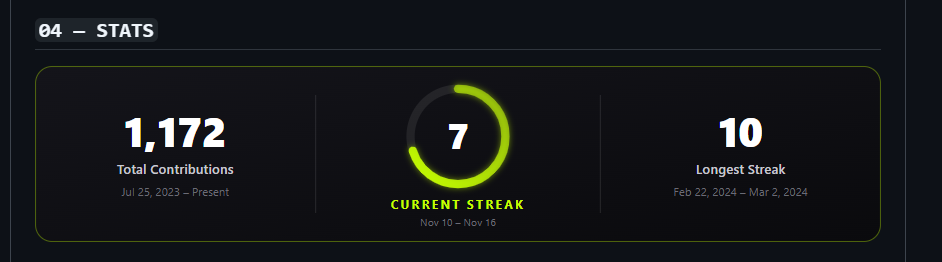 04 — STATS
1,172
Total Contributions
Jul 25, 2023 – Present
7
CURRENT STREAK
Nov 10 – Nov 16
10
Longest Streak
Feb 22, 2024 – Mar 2, 2024